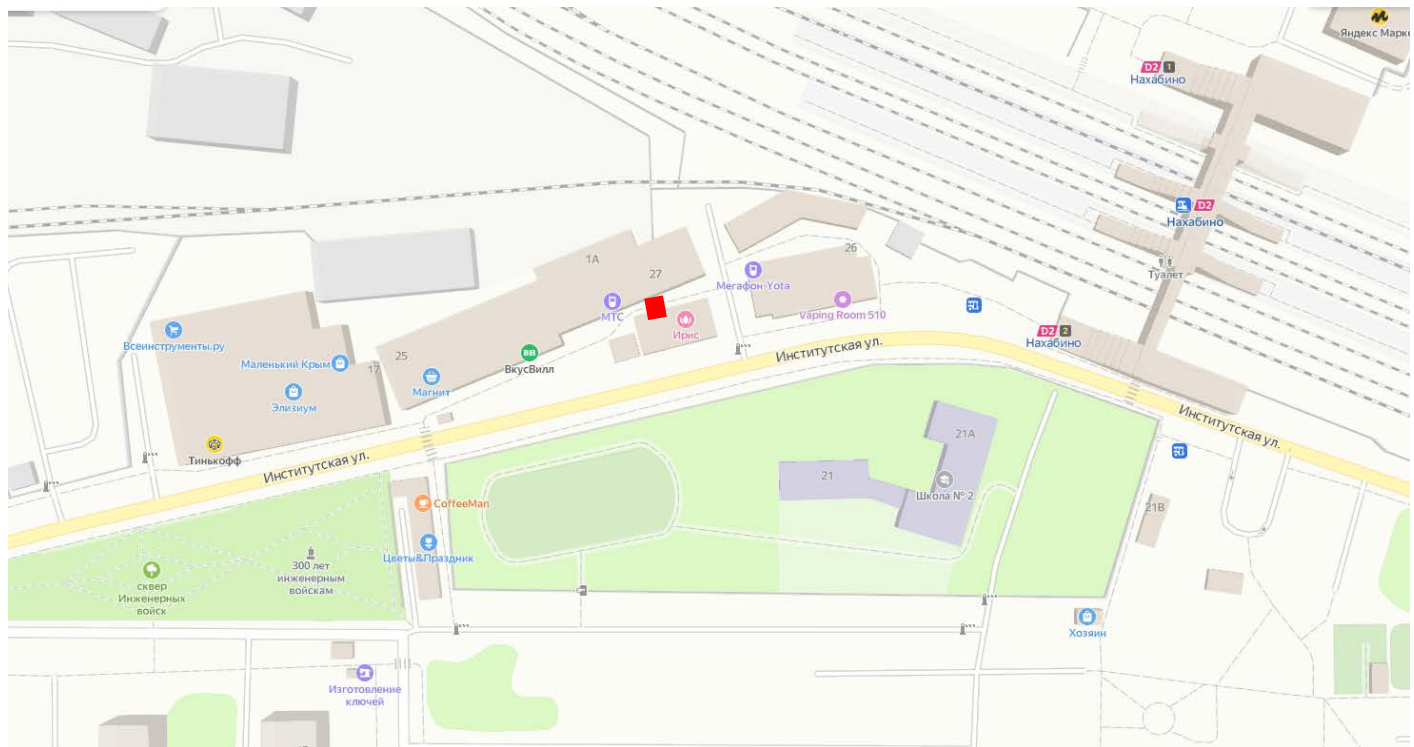 Яндекс Марке
D2 1
Нахабино
D2
Нахабино
Туалет
26
1А
27
Мегафон·Yota
МТС
Vaping Room 510
Ирис
D2 2
Нахабино
Всеинструменты.ру
Институтская ул.
25
Маленький Крым
17
ВВ
ВкусВилл
Магнит
Элизиум
Институтская ул.
Тинькофф
21А
Институтская ул.
21
CoffeeMan
Школа № 2
21В
Цветы&Праздник
300 лет
инженерным
войскам
сквер
Инженерных
войск
Хозяин
Изготовление
ключей